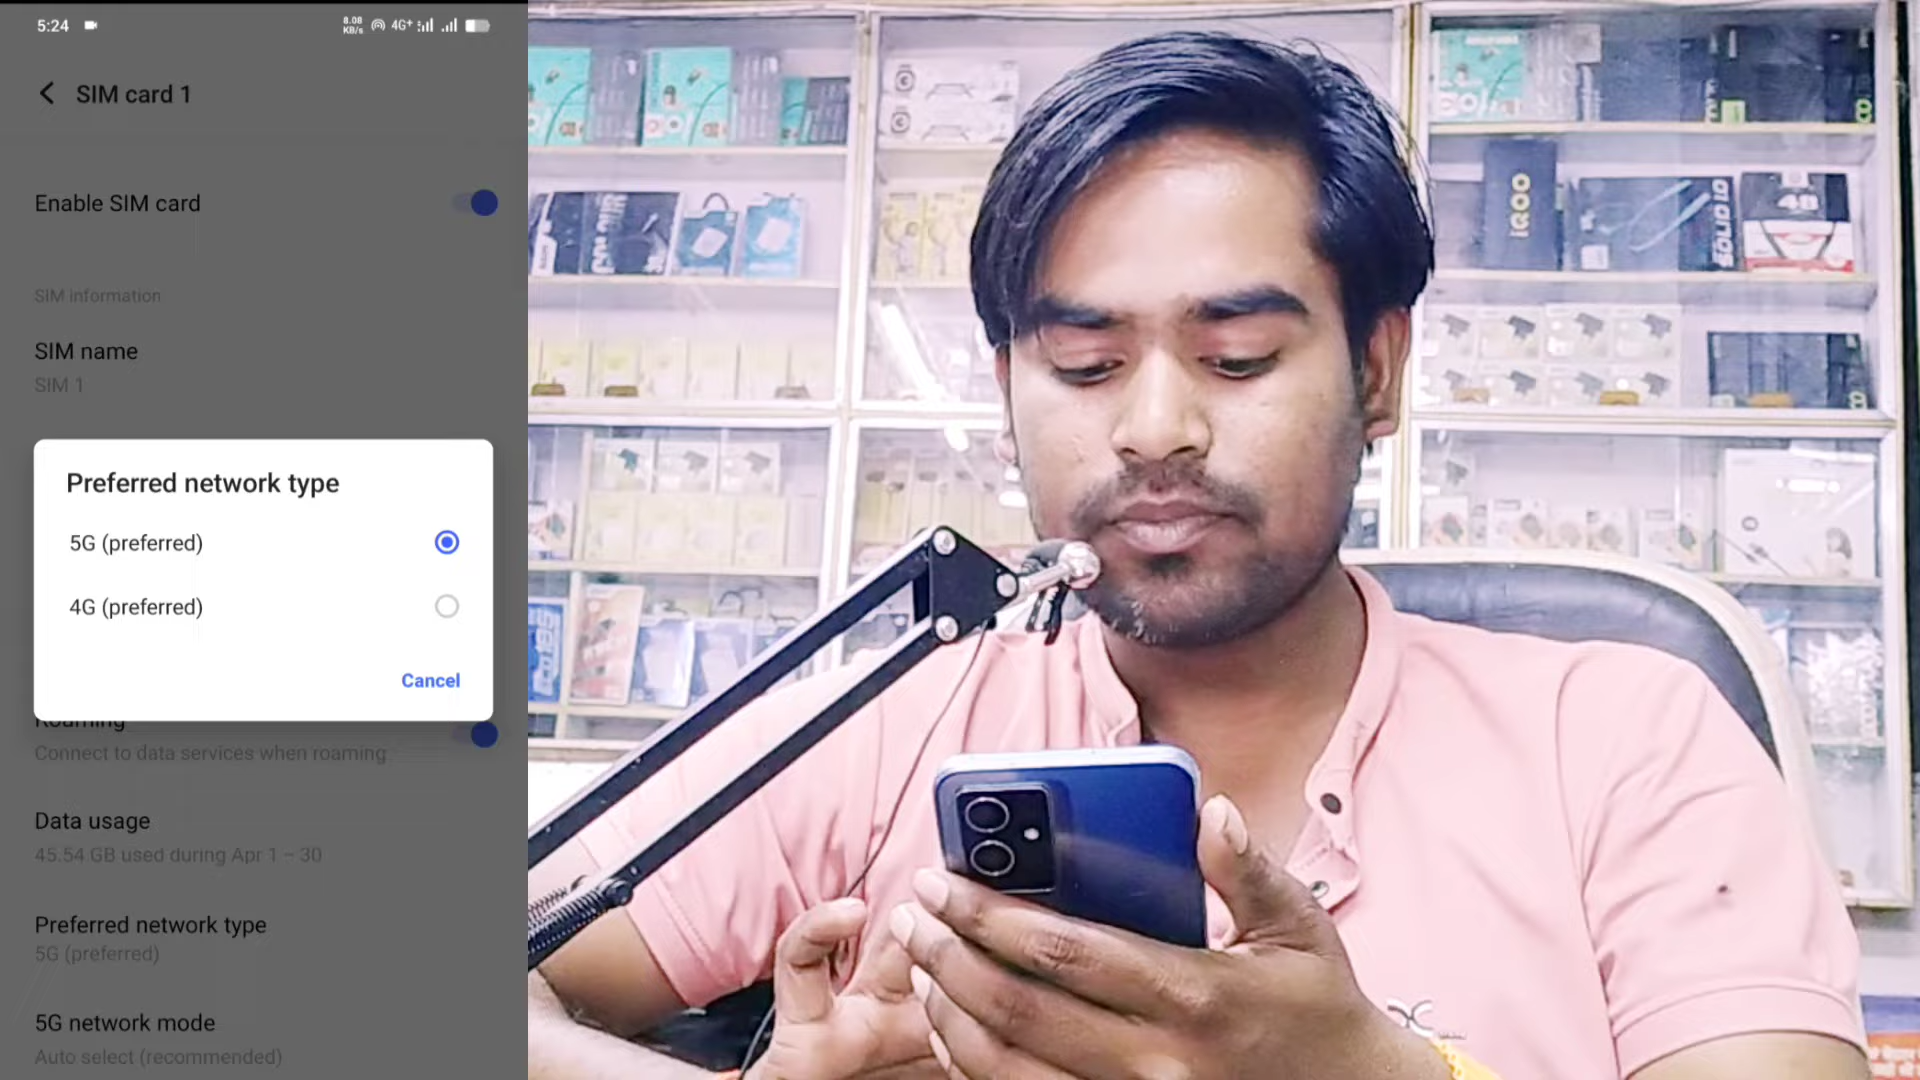 5:24
8.08
KB/s
4G+
SIM card 1
Enable SIM card
SIM information
SIM name
SIM 1
Preferred network type
5G (preferred)
4G (preferred)
Cancel
Roaming
Connect to data services when roaming
Data usage
45.54 GB used during Apr 1 – 30
Preferred network type
5G (preferred)
5G network mode
Auto select (recommended)
iQOO
48